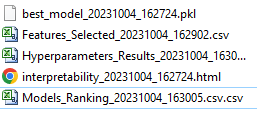 best_model_20231004_162724.pkl
Features_Selected_20231004_162902.csv
Hyperparameters_Results_20231004_1630...
interpretability_20231004_162724.html
Models_Ranking_20231004_163005.csv.csv